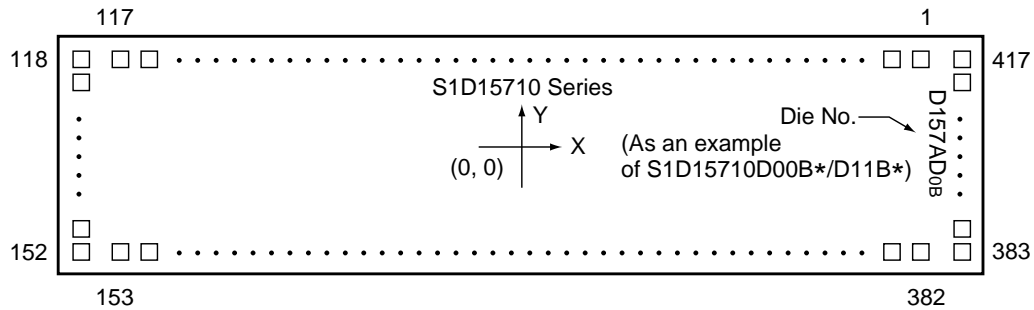 117 1
118 417
S1D15710 Series
Y
X
(0, 0)
Die No.
(As an example
of S1D15710D00B*/D11B*)
D157AD0B
152 383
153 382